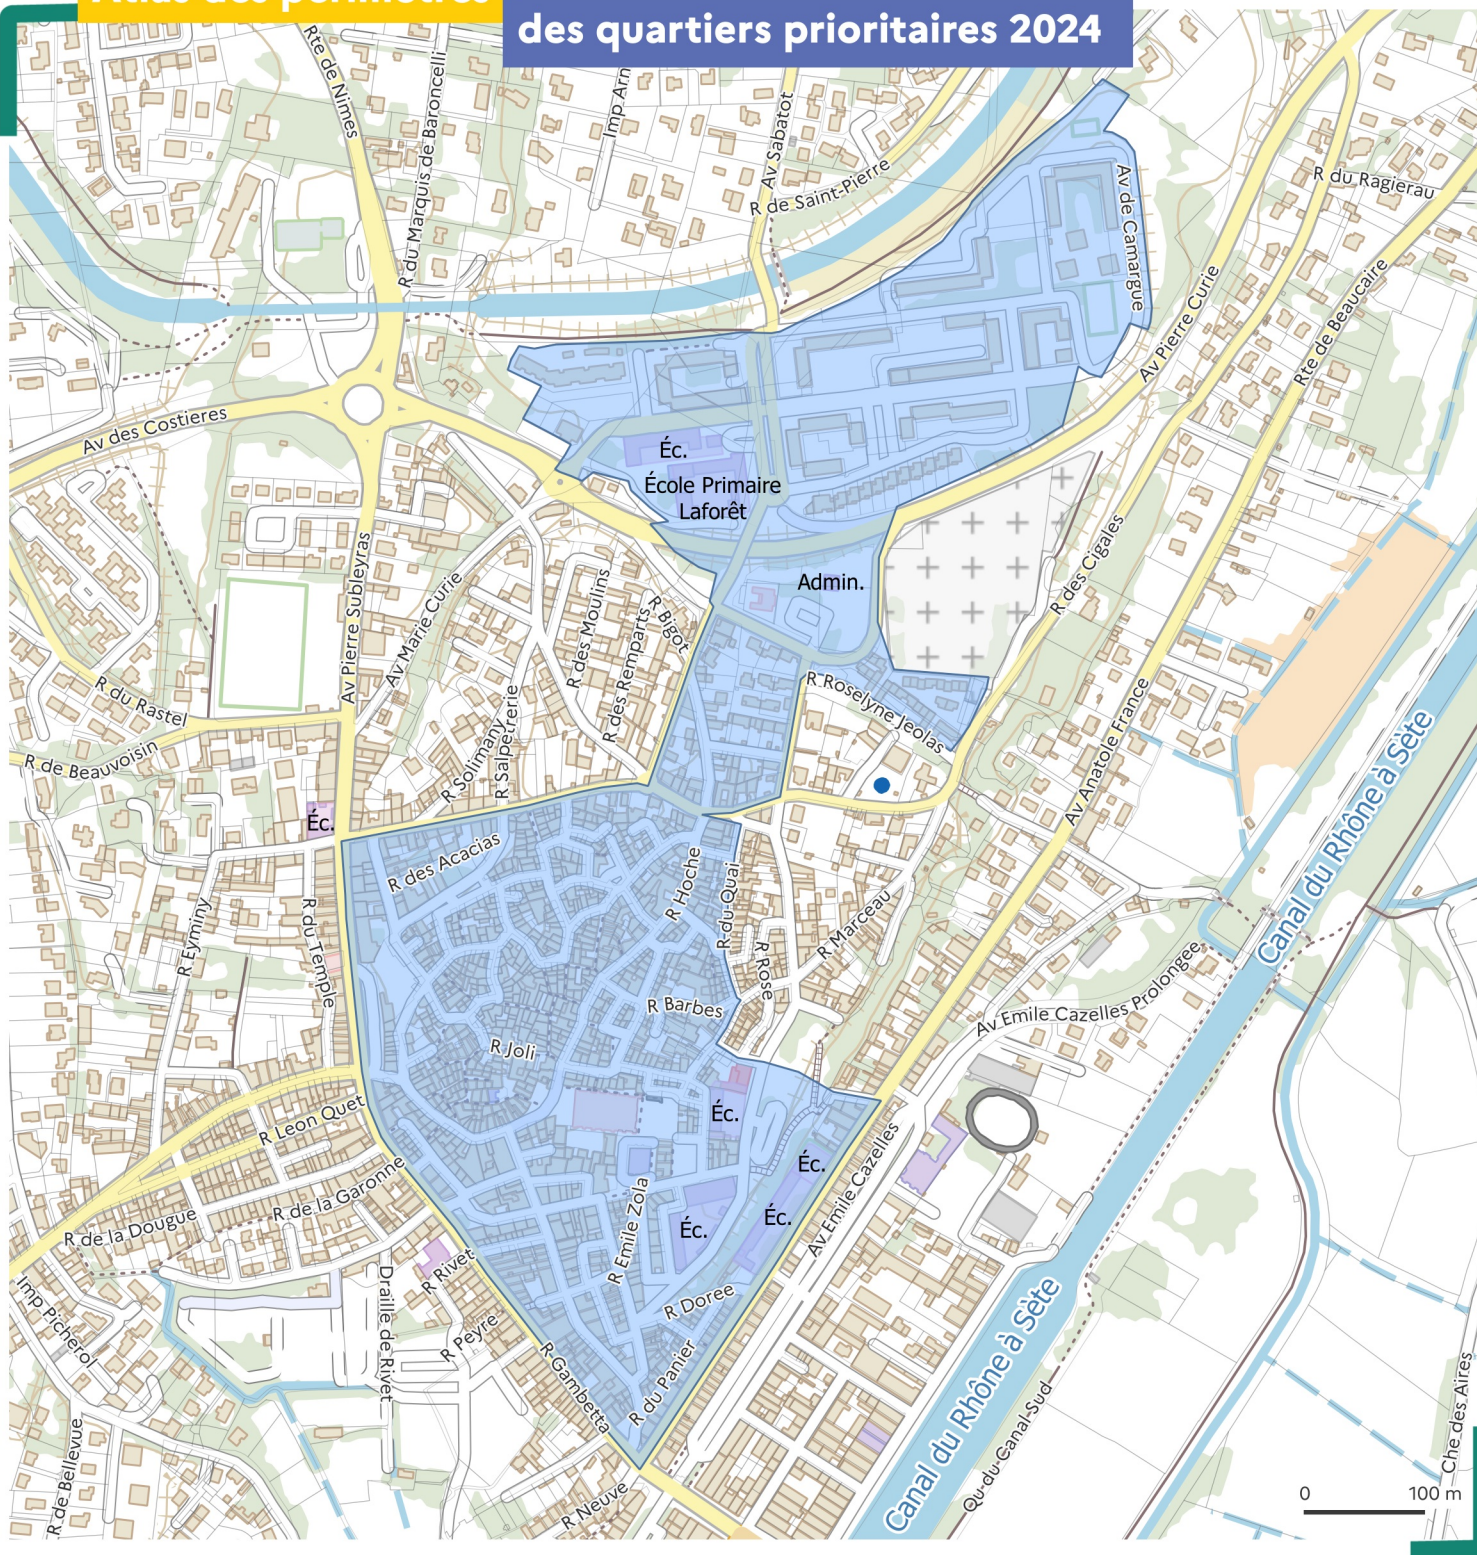 Atlas des périmètres
des quartiers prioritaires 2024
Rte de Nimes
R du Marquis de Baroncelli
Imp Arn
Av Sabatot
R de Saint-Pierre
Av de Camargue
R du Ragierau
Av Pierre Curie
Rte de Beaucaire
Av des Costieres
Éc.
École Primaire
Laforêt
Admin.
Av Pierre Subleyras
Av Marie Curie
R des Moulins
R des Remparts
R Bigot
R des Cigales
R du Rastel
R de Beauvoisin
R Solimany
R Salpetrerie
R Roselyne Jeolas
Av Anatole France
Canal du Rhône à Sète
Éc.
R des Acacias
R Hoche
R du Quai
R Marceau
R Rose
R Eyminy
R du Temple
R Barbes
R Joli
Av Emile Cazelles Prolongee
R Leon Quet
Éc.
Éc.
Éc.
Éc.
R de la Garonne
R de la Dougue
R Emile Zola
Av Emile Cazelles
R Rivet
Imp Picherol
Draille de Rivet
R Peyre
R Doree
R Gambetta
R du Panier
Canal du Rhône à Sète
Qu du Canal Sud
Che des Aires
R de Bellevue
R Neuve
0 100 m